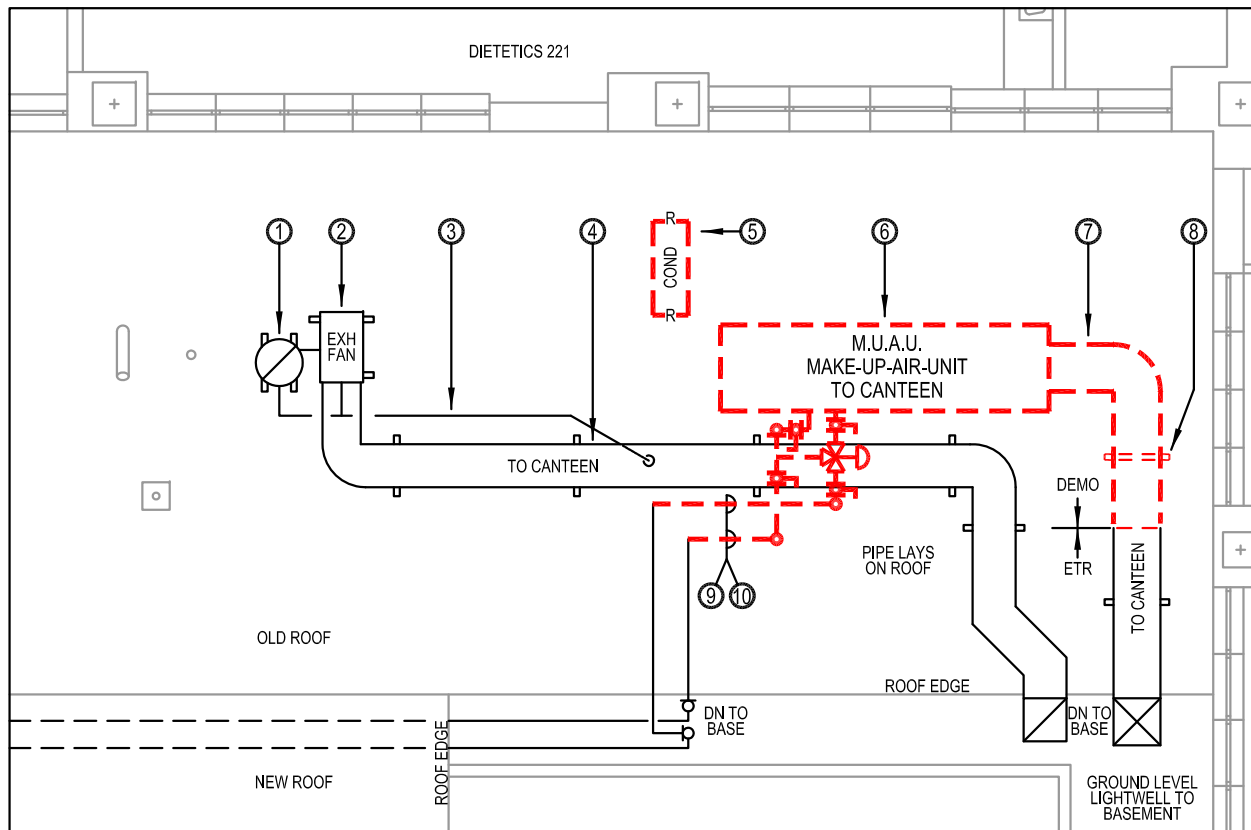 DIETETICS 221
1
2
3
4
5
6
7
8
R
COND
R
EXH
FAN
M.U.A.U.
MAKE-UP-AIR-UNIT
TO CANTEEN
TO CANTEEN
DEMO
ETR
PIPE LAYS
ON ROOF
9
10
TO CANTEEN
OLD ROOF
ROOF EDGE
DN TO
BASE
DN TO
BASE
ROOF EDGE
NEW ROOF
GROUND LEVEL
LIGHTWELL TO
BASEMENT